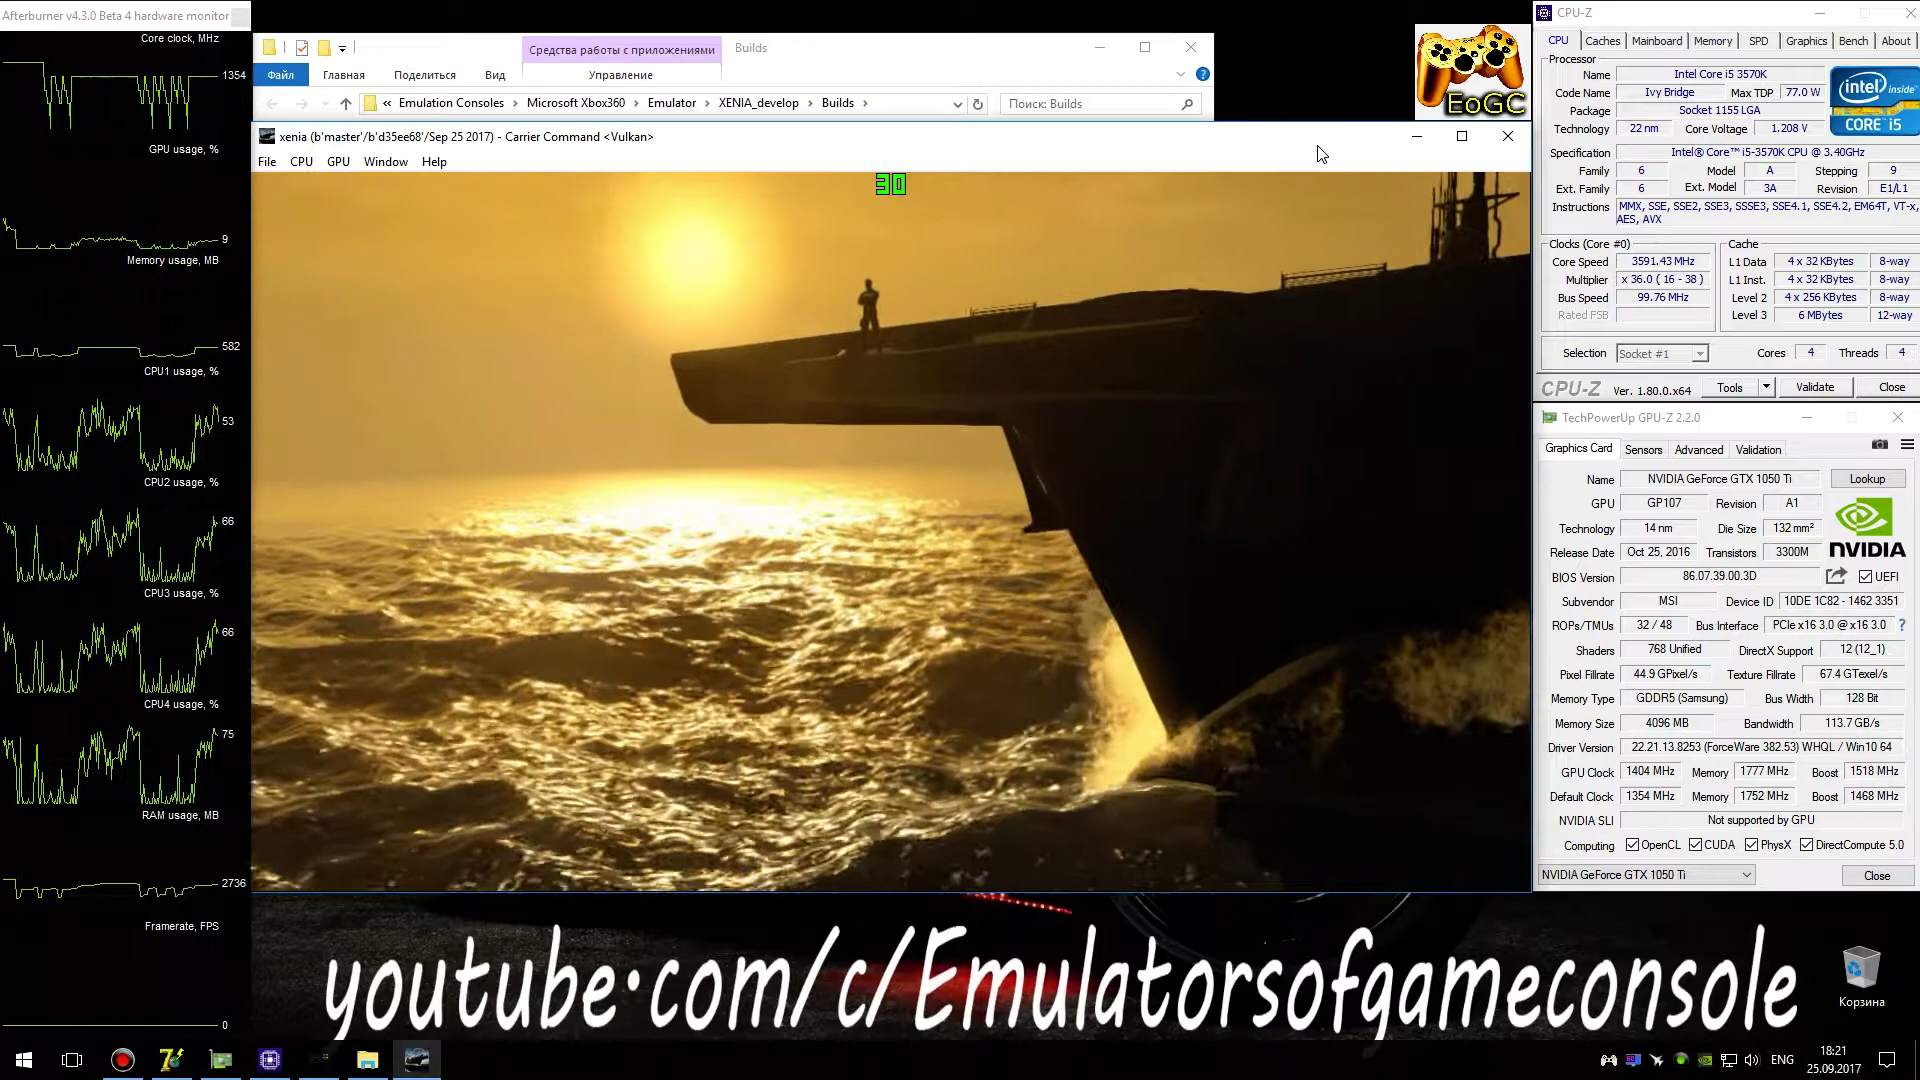 Afterburner v4.3.0 Beta 4 hardware monitor
Core clock, MHz
1354
GPU usage, %
9
Memory usage, MB
582
CPU1 usage, %
53
CPU2 usage, %
66
CPU3 usage, %
66
CPU4 usage, %
75
RAM usage, MB
2736
Framerate, FPS
0
Средства работы с приложениями
Builds
Файл
Главная
Поделиться
Вид
Управление
« Emulation Consoles > Microsoft Xbox360 > Emulator > XENIA_develop > Builds >
Поиск: Builds
EoGC
xenia (b'master'/b'd35ee68'/Sep 25 2017) - Carrier Command <Vulkan>
File CPU GPU Window Help
30
CPU-Z
CPU Caches Mainboard Memory SPD Graphics Bench About
Processor
Name Intel Core i5 3570K
Code Name Ivy Bridge Max TDP 77.0 W
Package Socket 1155 LGA
Technology 22 nm Core Voltage 1.208 V
intel inside™
CORE i5
Specification Intel® Core™ i5-3570K CPU @ 3.40GHz
Family 6 Model A Stepping 9
Ext. Family 6 Ext. Model 3A Revision E1/L1
Instructions MMX, SSE, SSE2, SSE3, SSSE3, SSE4.1, SSE4.2, EM64T, VT-x,
AES, AVX
Clocks (Core #0)
Core Speed 3591.43 MHz
Multiplier x 36.0 ( 16 - 38 )
Bus Speed 99.76 MHz
Rated FSB
Cache
L1 Data 4 x 32 KBytes 8-way
L1 Inst. 4 x 32 KBytes 8-way
Level 2 4 x 256 KBytes 8-way
Level 3 6 MBytes 12-way
Selection Socket #1 Cores 4 Threads 4
CPU-Z Ver. 1.80.0.x64 Tools Validate Close
TechPowerUp GPU-Z 2.2.0
Graphics Card Sensors Advanced Validation
Name NVIDIA GeForce GTX 1050 Ti Lookup
GPU GP107 Revision A1
Technology 14 nm Die Size 132 mm²
Release Date Oct 25, 2016 Transistors 3300M
NVIDIA
BIOS Version 86.07.39.00.3D UEFI
Subvendor MSI Device ID 10DE 1C82 - 1462 3351
ROPs/TMUs 32 / 48 Bus Interface PCIe x16 3.0 @ x16 3.0 ?
Shaders 768 Unified DirectX Support 12 (12_1)
Pixel Fillrate 44.9 GPixel/s Texture Fillrate 67.4 GTexel/s
Memory Type GDDR5 (Samsung) Bus Width 128 Bit
Memory Size 4096 MB Bandwidth 113.7 GB/s
Driver Version 22.21.13.8253 (ForceWare 382.53) WHQL / Win10 64
GPU Clock 1404 MHz Memory 1777 MHz Boost 1518 MHz
Default Clock 1354 MHz Memory 1752 MHz Boost 1468 MHz
NVIDIA SLI Not supported by GPU
Computing OpenCL CUDA PhysX DirectCompute 5.0
NVIDIA GeForce GTX 1050 Ti Close
youtube.com/c/Emulatorsofgameconsole
Корзина
ENG
18:21
25.09.2017